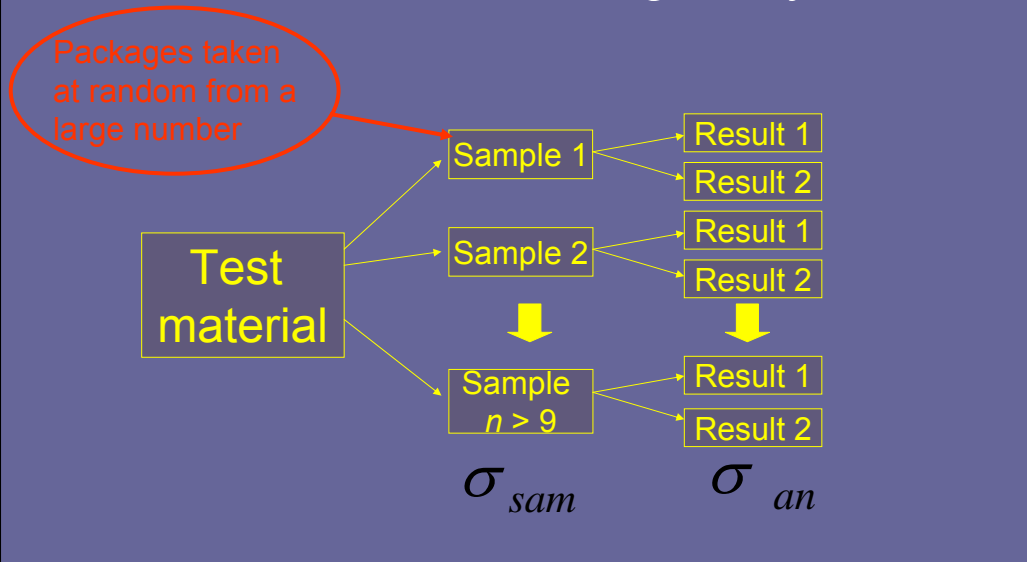 Packages taken
at random from a
large number
Test
material
Sample 1
Result 1
Result 2
Sample 2
Result 1
Result 2
Sample
n > 9
Result 1
Result 2
σ sam
σ an